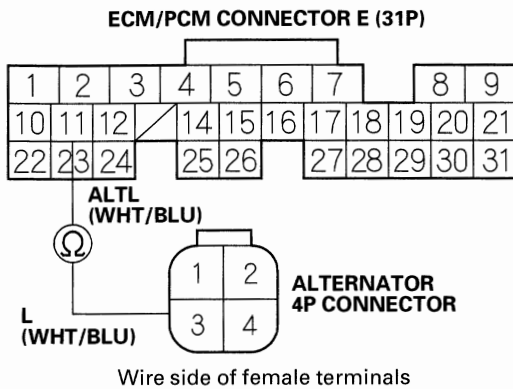 ECM/PCM CONNECTOR E (31P)
1 2 3 4 5 6 7 8 9
10 11 12 14 15 16 17 18 19 20 21
22 23 24 25 26 27 28 29 30 31
ALTL
(WHT/BLU)
Ω
1 2
3 4
ALTERNATOR
4P CONNECTOR
L
(WHT/BLU)
Wire side of female terminals